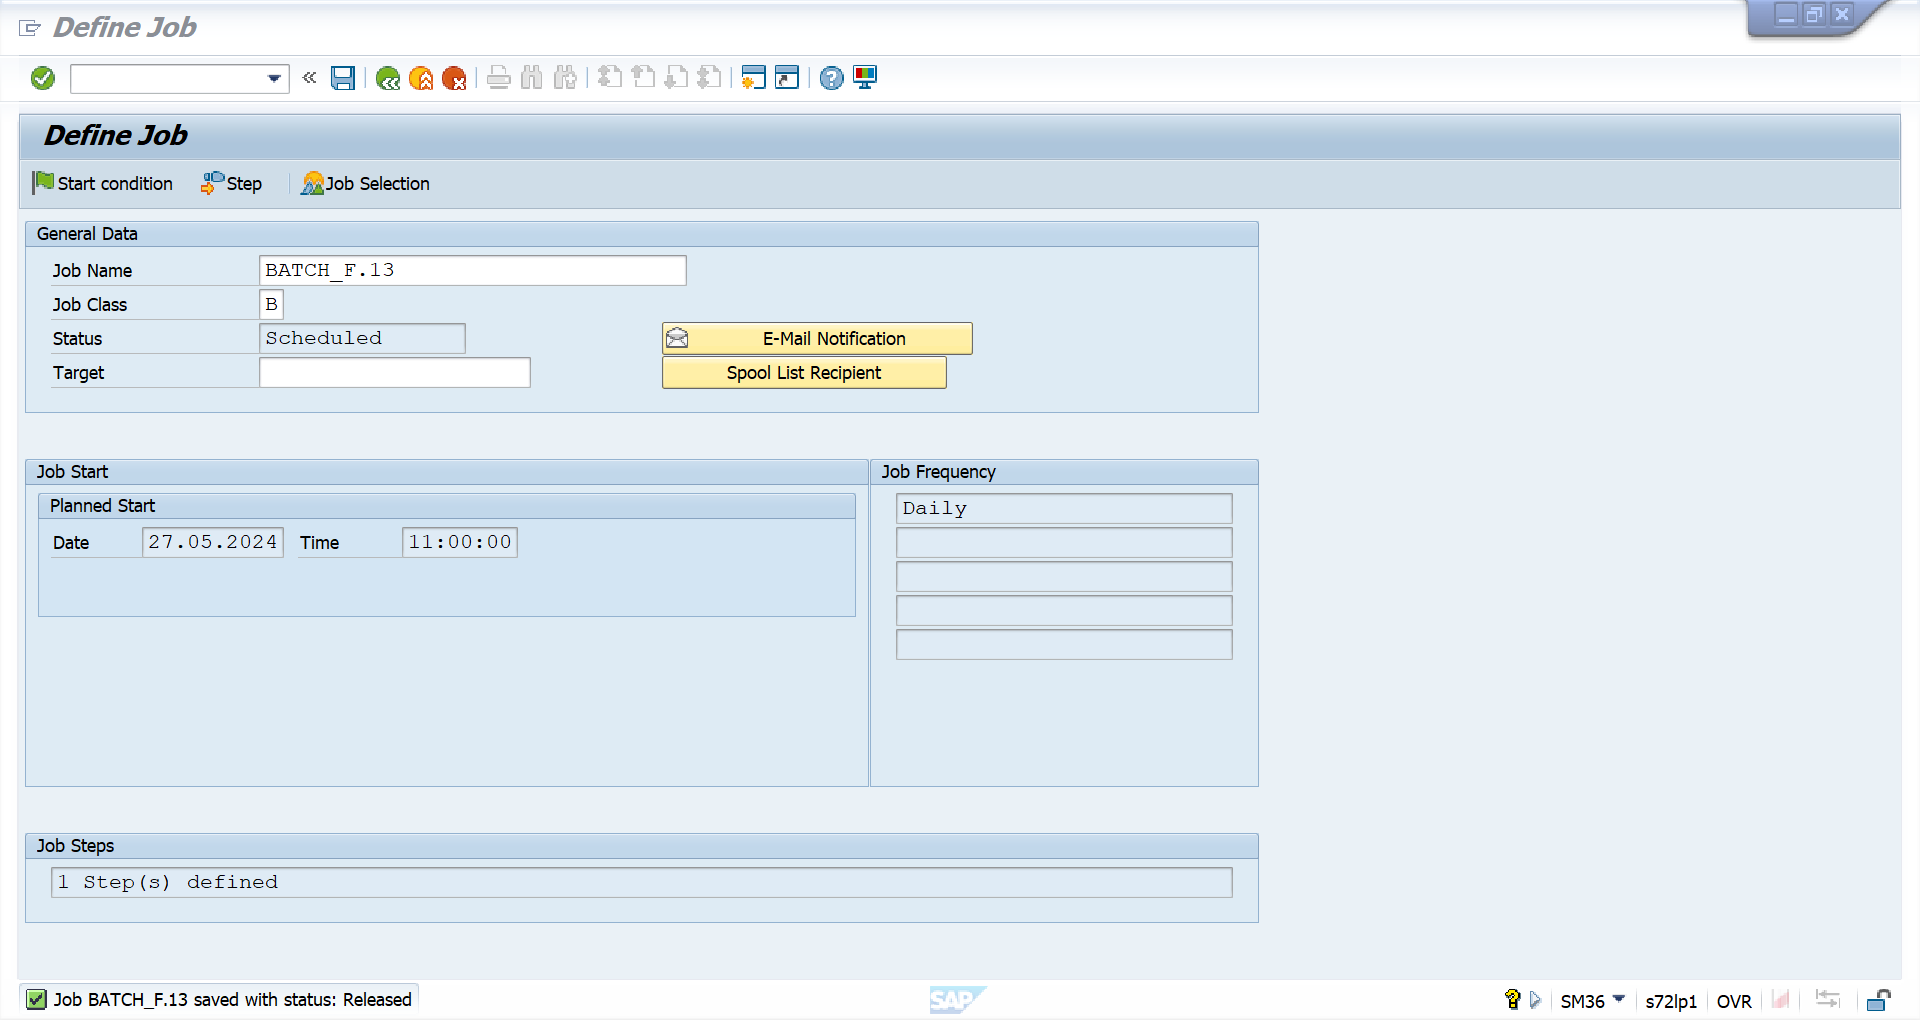 Define Job
Define Job
Start condition Step Job Selection
General Data
Job Name BATCH_F.13
Job Class B
Status Scheduled E-Mail Notification
Target Spool List Recipient
Job Start Job Frequency
Planned Start Daily
Date 27.05.2024 Time 11:00:00
Job Steps
1 Step(s) defined
Job BATCH_F.13 saved with status: Released SAP SM36 s72lp1 OVR